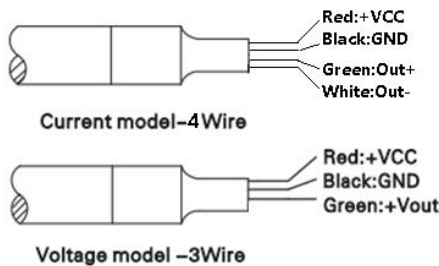 Red:+VCC
Black:GND
Green:Out+
White:Out-
Current model-4Wire
Red:+VCC
Black:GND
Green:+Vout
Voltage model -3Wire